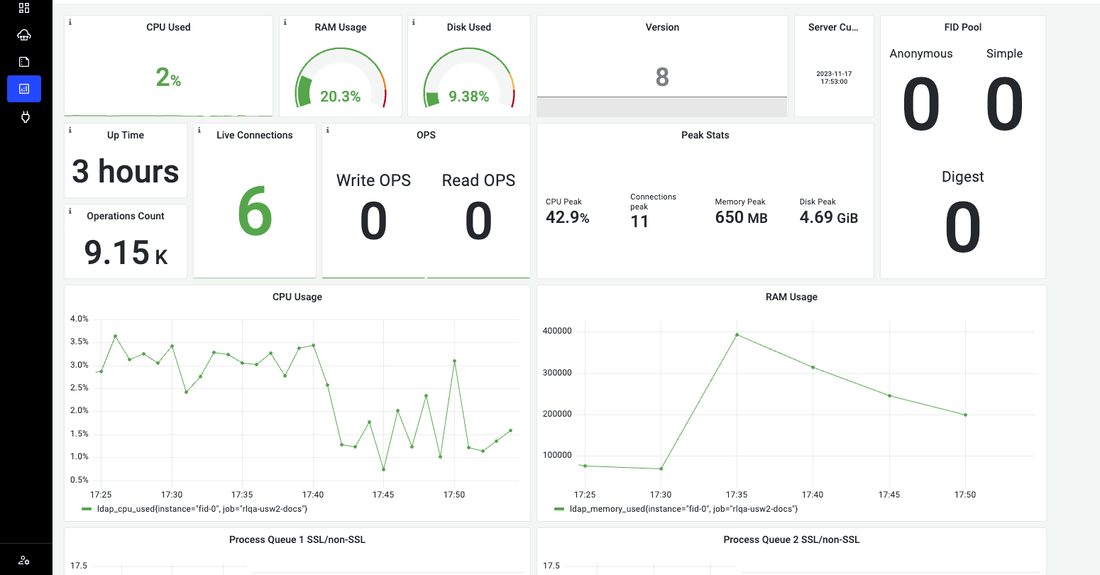 CPU Used
2%
RAM Usage
20.3%
Disk Used
9.38%
Version
8
Server Cu...
2023-11-17
17:53:00
FID Pool
Anonymous
0
Simple
0
Digest
0
Up Time
3 hours
Operations Count
9.15 K
Live Connections
6
OPS
Write OPS
0
Read OPS
0
Peak Stats
CPU Peak
42.9%
Connections
peak
11
Memory Peak
650 MB
Disk Peak
4.69 GiB
CPU Usage
4.0%
3.5%
3.0%
2.5%
2.0%
1.5%
1.0%
0.5%
17:25 17:30 17:35 17:40 17:45 17:50
ldap_cpu_used{instance="fid-0", job="rlqa-usw2-docs"}
RAM Usage
400000
300000
200000
100000
17:25 17:30 17:35 17:40 17:45 17:50
ldap_memory_used{instance="fid-0", job="rlqa-usw2-docs"}
Process Queue 1 SSL/non-SSL
17.5
Process Queue 2 SSL/non-SSL
17.5